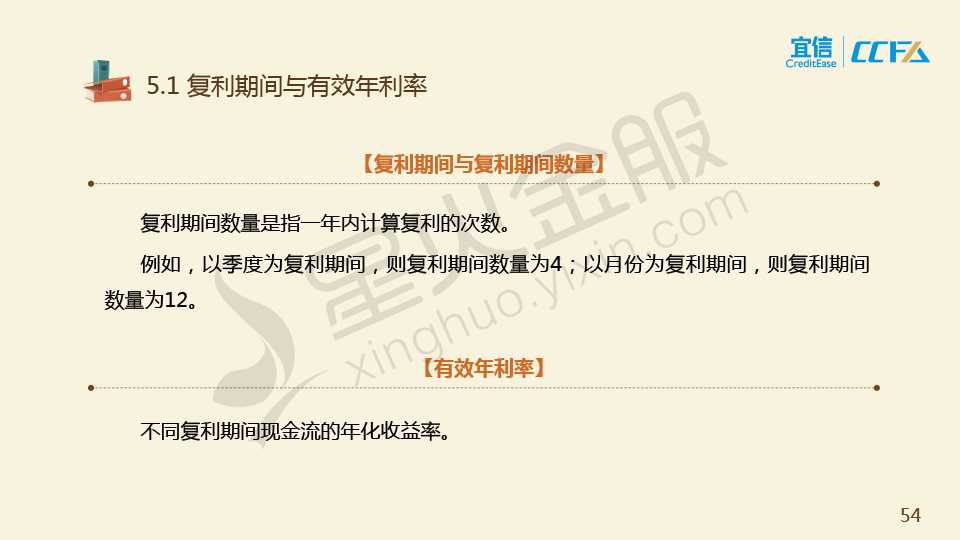 宜信
CreditEase
CCFA
5.1 复利期间与有效年利率
【复利期间与复利期间数量】
复利期间数量是指一年内计算复利的次数。
例如，以季度为复利期间，则复利期间数量为4；以月份为复利期间，则复利期间
数量为12。
星火金服
xinghuo.yixin.com
【有效年利率】
不同复利期间现金流的年化收益率。
54